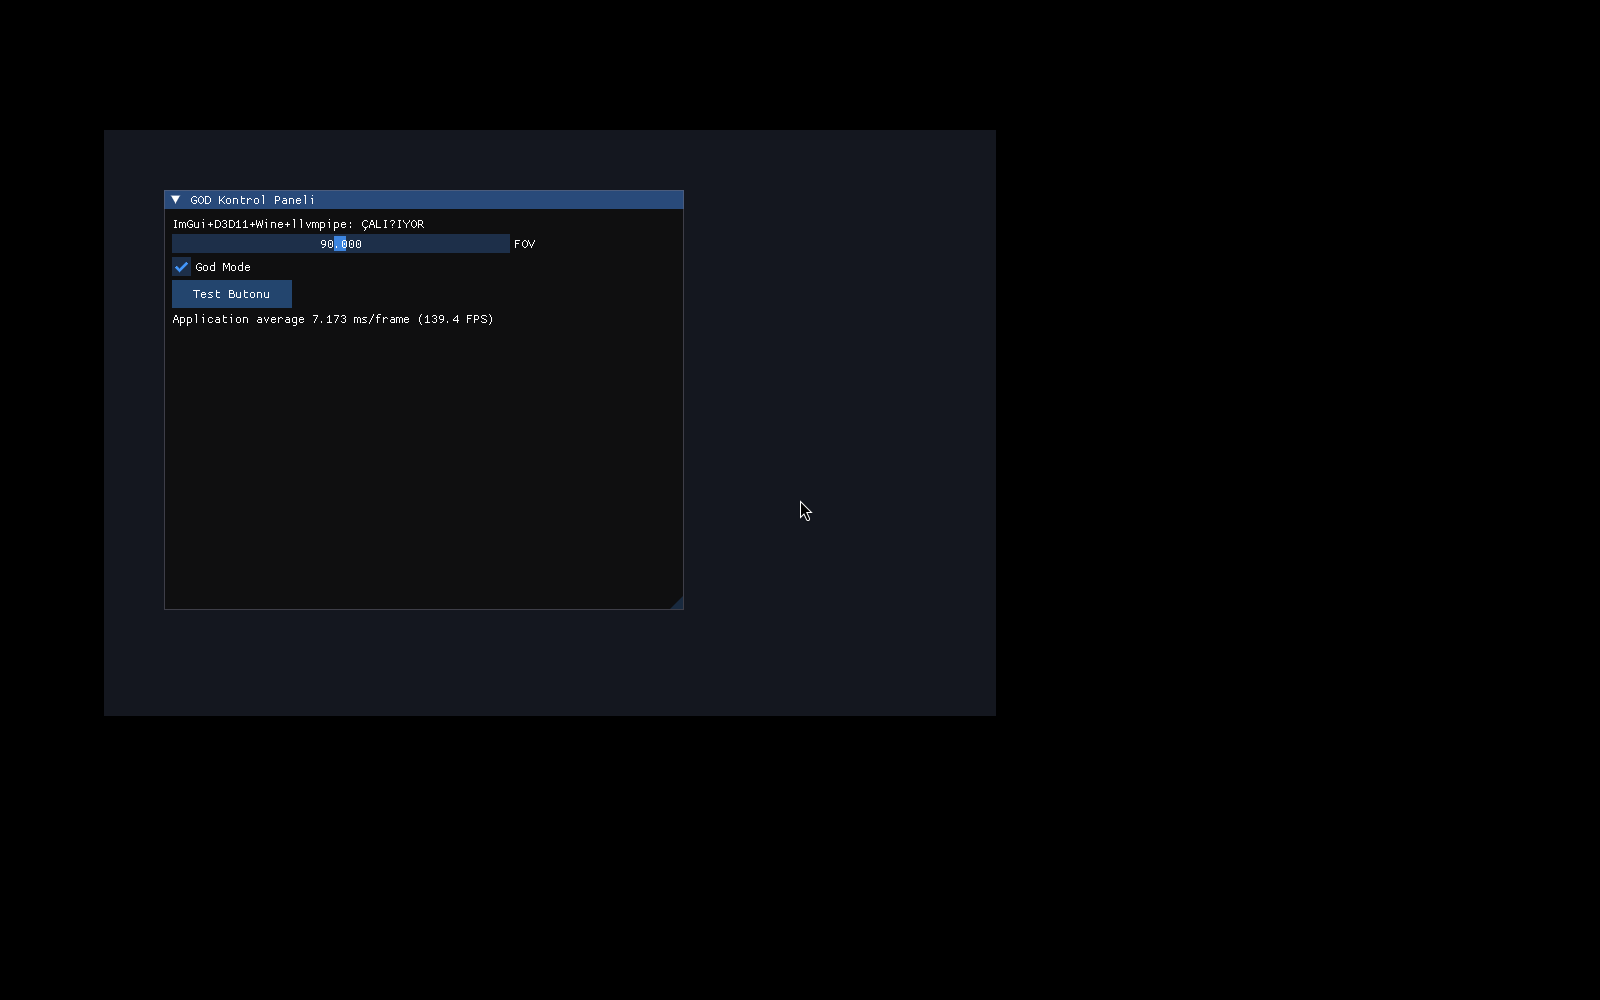 GOD Kontrol Paneli
ImGui+D3D11+Wine+llvmpipe: ÇALI?IYOR
90.000 FOV
God Mode
Test Butonu
Application average 7.173 ms/frame (139.4 FPS)